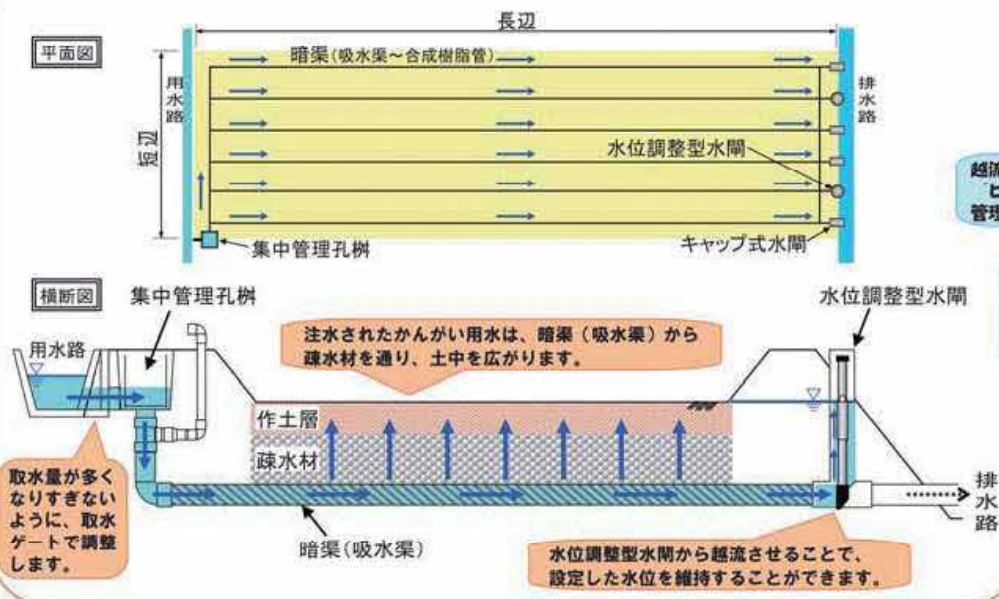 長辺
平面図
暗渠(吸水渠～合成樹脂管)
用水路
排水路
短辺
水位調整型水閘
集中管理孔桝
キャップ式水閘
越流
管理
横断図
集中管理孔桝
水位調整型水閘
用水路
注水されたかんがい用水は、暗渠（吸水渠）から
疎水材を通り、土中を広がります。
作土層
疎水材
取水量が多く
なりすぎない
ように、取水
ゲートで調整
します。
排水路
暗渠(吸水渠)
水位調整型水閘から越流させることで、
設定した水位を維持することができます。